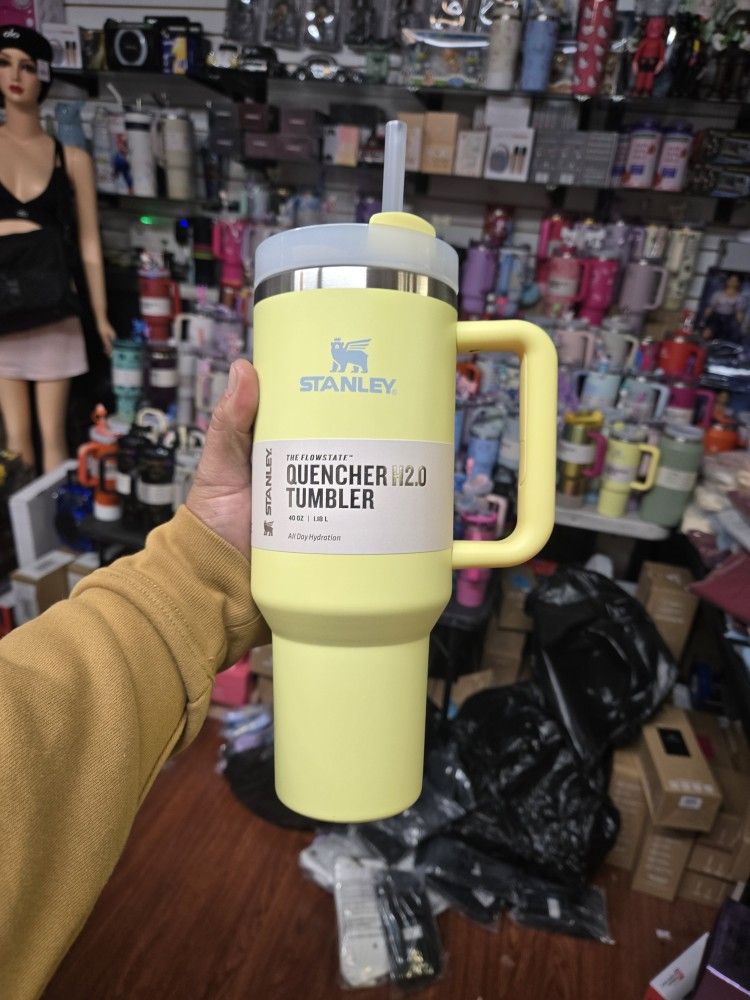 STANLEY®
STANLEY
THE FLOWSTATE™
QUENCHER H2.0
TUMBLER
40 OZ | 1.18 L
All Day Hydration